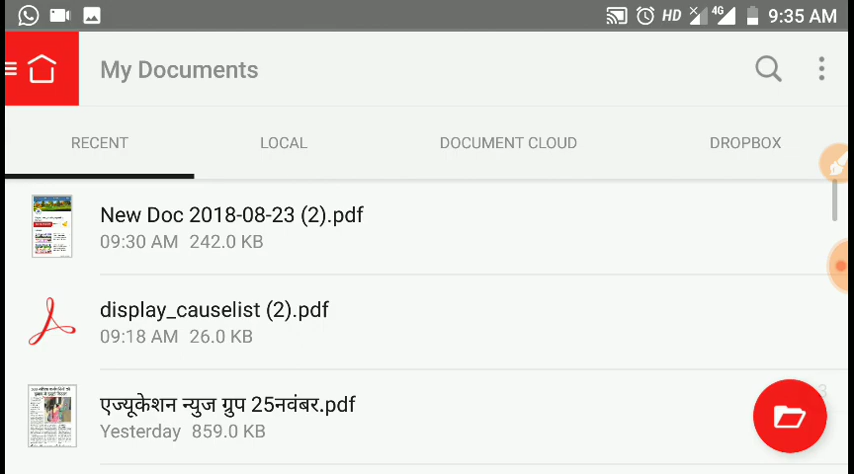 HD 4G 9:35 AM
My Documents
RECENT LOCAL DOCUMENT CLOUD DROPBOX
New Doc 2018-08-23 (2).pdf
09:30 AM 242.0 KB
display_causelist (2).pdf
09:18 AM 26.0 KB
एज्यूकेशन न्युज ग्रुप 25नवंबर.pdf
Yesterday 859.0 KB